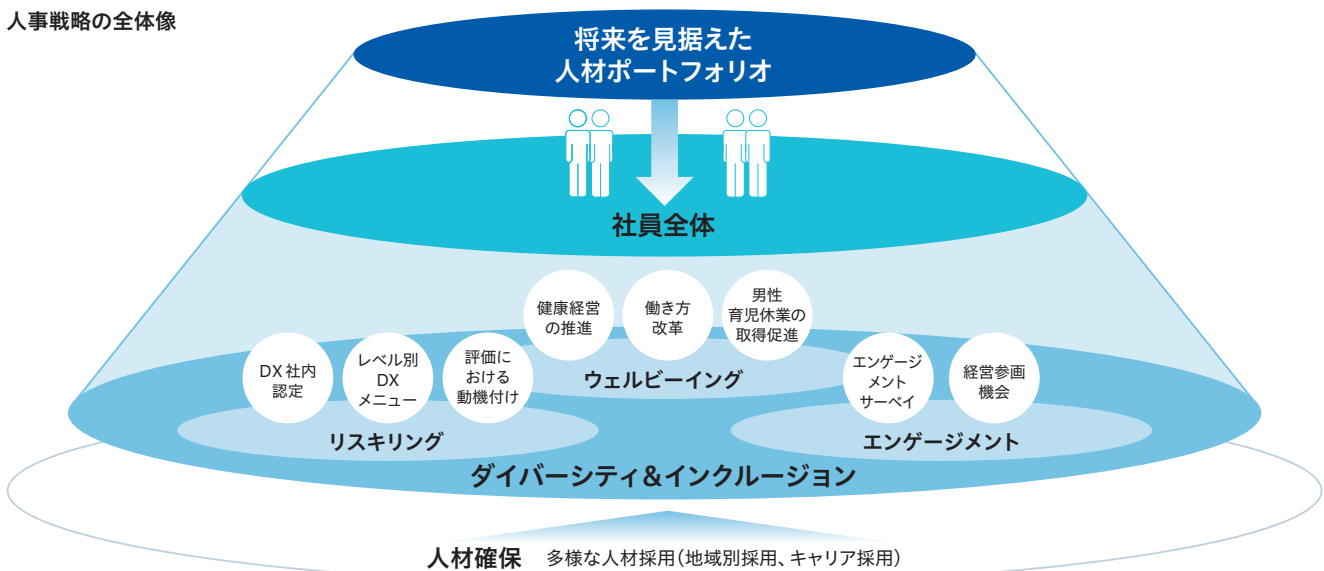 人事戦略の全体像
将来を見据えた
人材ポートフォリオ
社員全体
健康経営
の推進
働き方
改革
男性
育児休業の
取得促進
ウェルビーイング
DX社内
認定
レベル別
DX
メニュー
評価に
おける
動機付け
リスキリング
エンゲージ
メント
サーベイ
経営参画
機会
エンゲージメント
ダイバーシティ&インクルージョン
人材確保 多様な人材採用(地域別採用、キャリア採用)